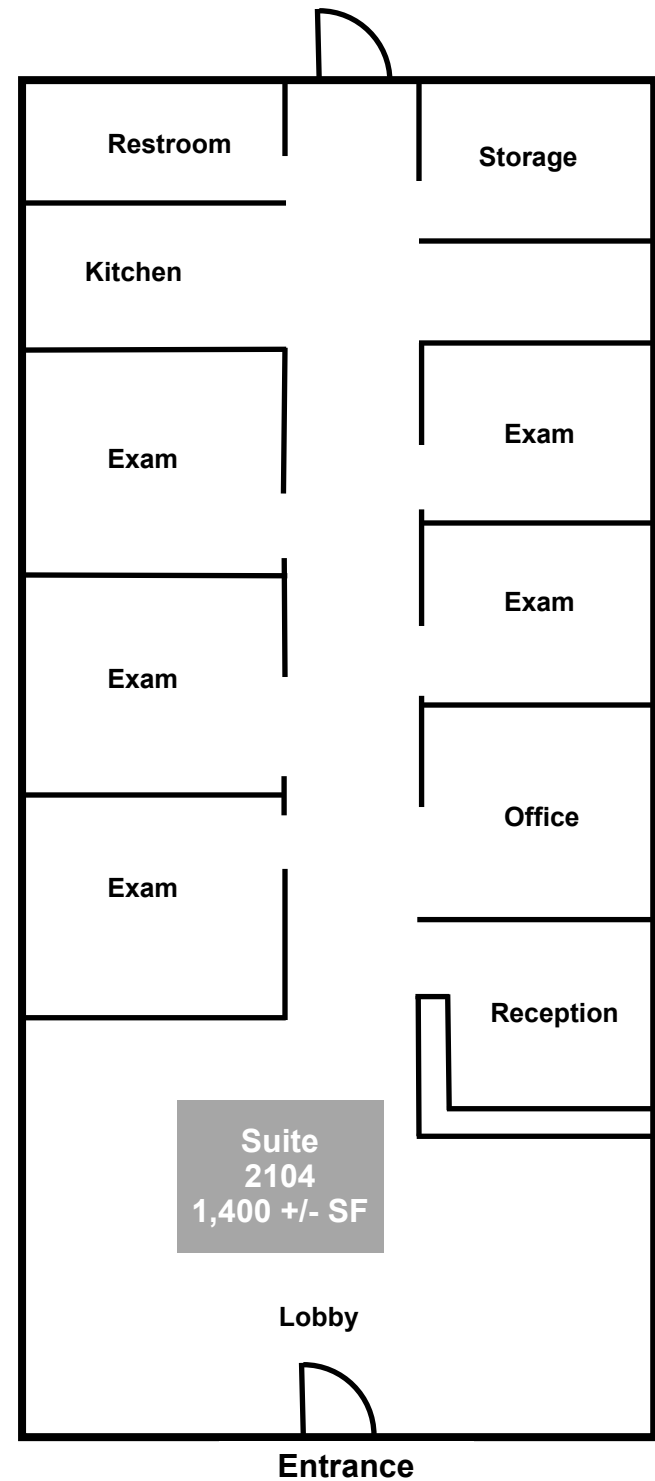 Restroom
Storage
Kitchen
Exam
Exam
Exam
Exam
Office
Exam
Reception
Suite
2104
1,400 +/- SF
Lobby
Entrance